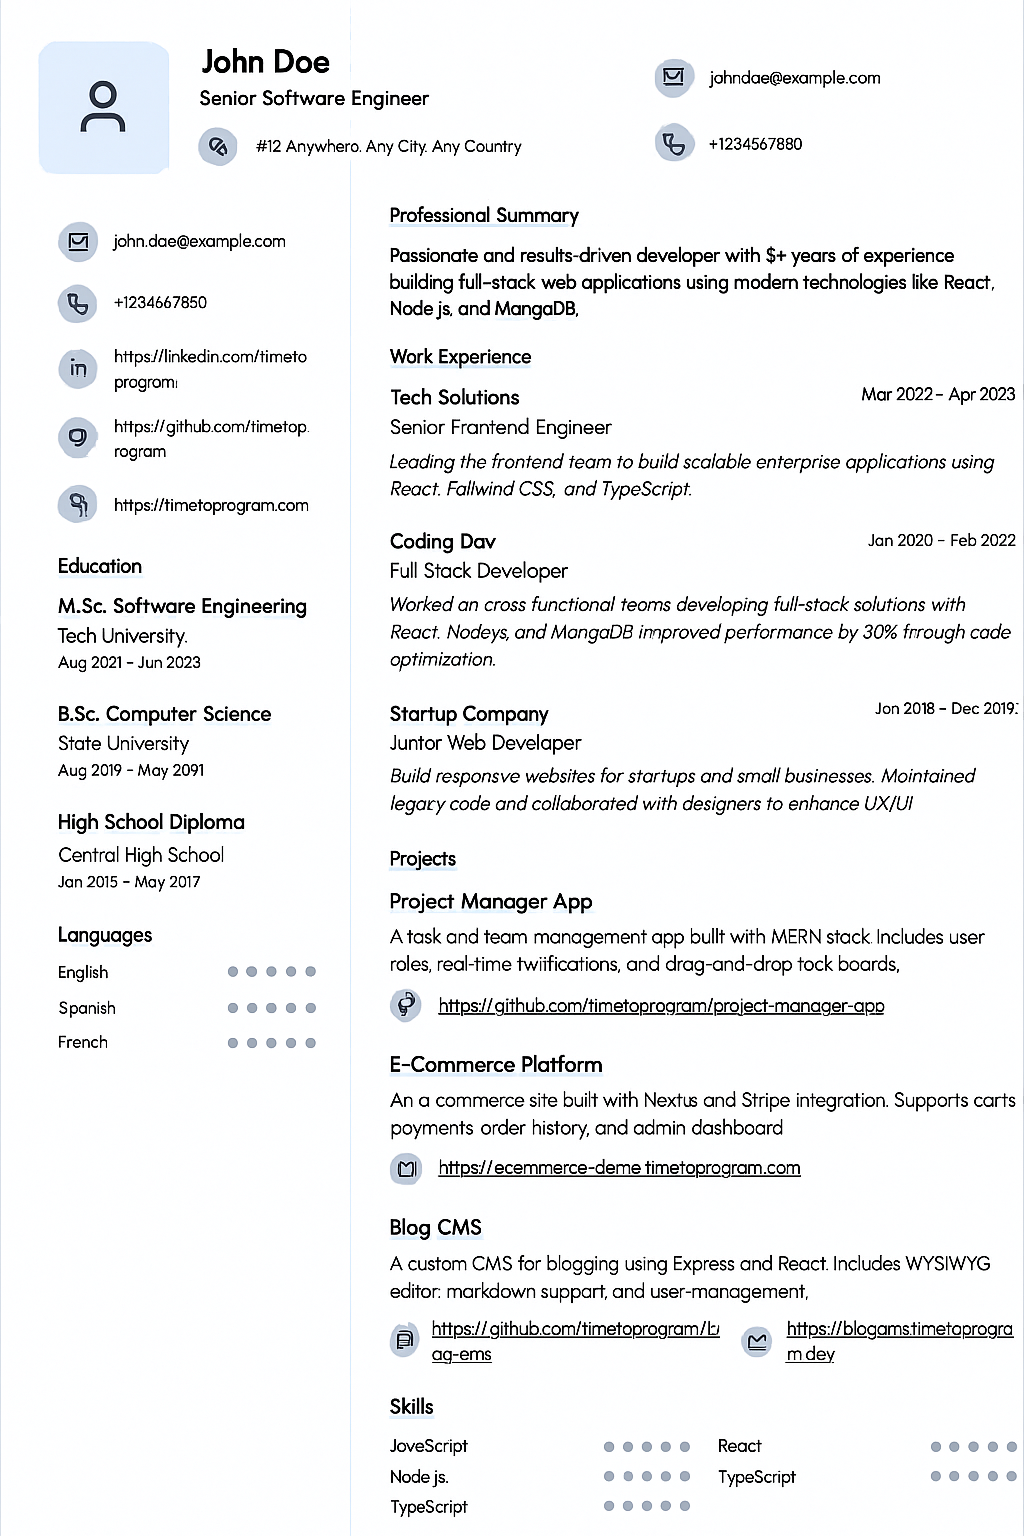 John Doe
Senior Software Engineer
#12 Anywhero. Any City. Any Country
johndae@example.com
+1234567880
john.dae@example.com
+1234667850
https://linkedin.com/timeto
program
https://github.com/timetop.
rogram
https://timetoprogram.com
Education
M.Sc. Software Engineering
Tech University.
Aug 2021 - Jun 2023
B.Sc. Computer Science
State University
Aug 2019 - May 2091
High School Diploma
Central High School
Jan 2015 - May 2017
Languages
English
Spanish
French
Professional Summary
Passionate and results-driven developer with $+ years of experience
building full-stack web applications using modern technologies like React,
Node js, and MangaDB,
Work Experience
Tech Solutions
Mar 2022 - Apr 2023
Senior Frantend Engineer
Leading the frontend team to build scalable enterprise applications using
React. Fallwind CSS, and TypeScript.
Coding Dav
Jan 2020 - Feb 2022
Full Stack Developer
Worked an cross functional teams developing full-stack solutions with
React. Nodeys, and MangaDB improved performance by 30% frrough cade
optimization.
Startup Company
Jon 2018 - Dec 2019.
Juntor Web Develaper
Build responsve websites for startups and small businesses. Mointained
legacy code and collaborated with designers to enhance UX/UI
Projects
Project Manager App
A task and team management app built with MERN stack. Includes user
roles, real-time twiifications, and drag-and-drop tock boards,
https://github.com/timetoprogram/project-manager-app
E-Commerce Platform
An a commerce site built with Nextus and Stripe integration. Supports carts
payments order history, and admin dashboard
https://ecemmerce-deme timetoprogram.com
Blog CMS
A custom CMS for blogging using Express and React. Includes WYSIWYG
editor: markdown suppart, and user-management,
https://github.com/timetoprogram/b
ag-ems
https://blogams.timetoprogra
m dey
Skills
JoveScript
React
Node js.
TypeScript
TypeScript